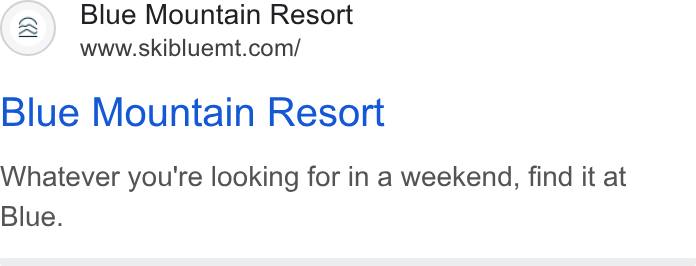 Blue Mountain Resort
www.skibluemt.com/
Blue Mountain Resort
Whatever you're looking for in a weekend, find it at
Blue.